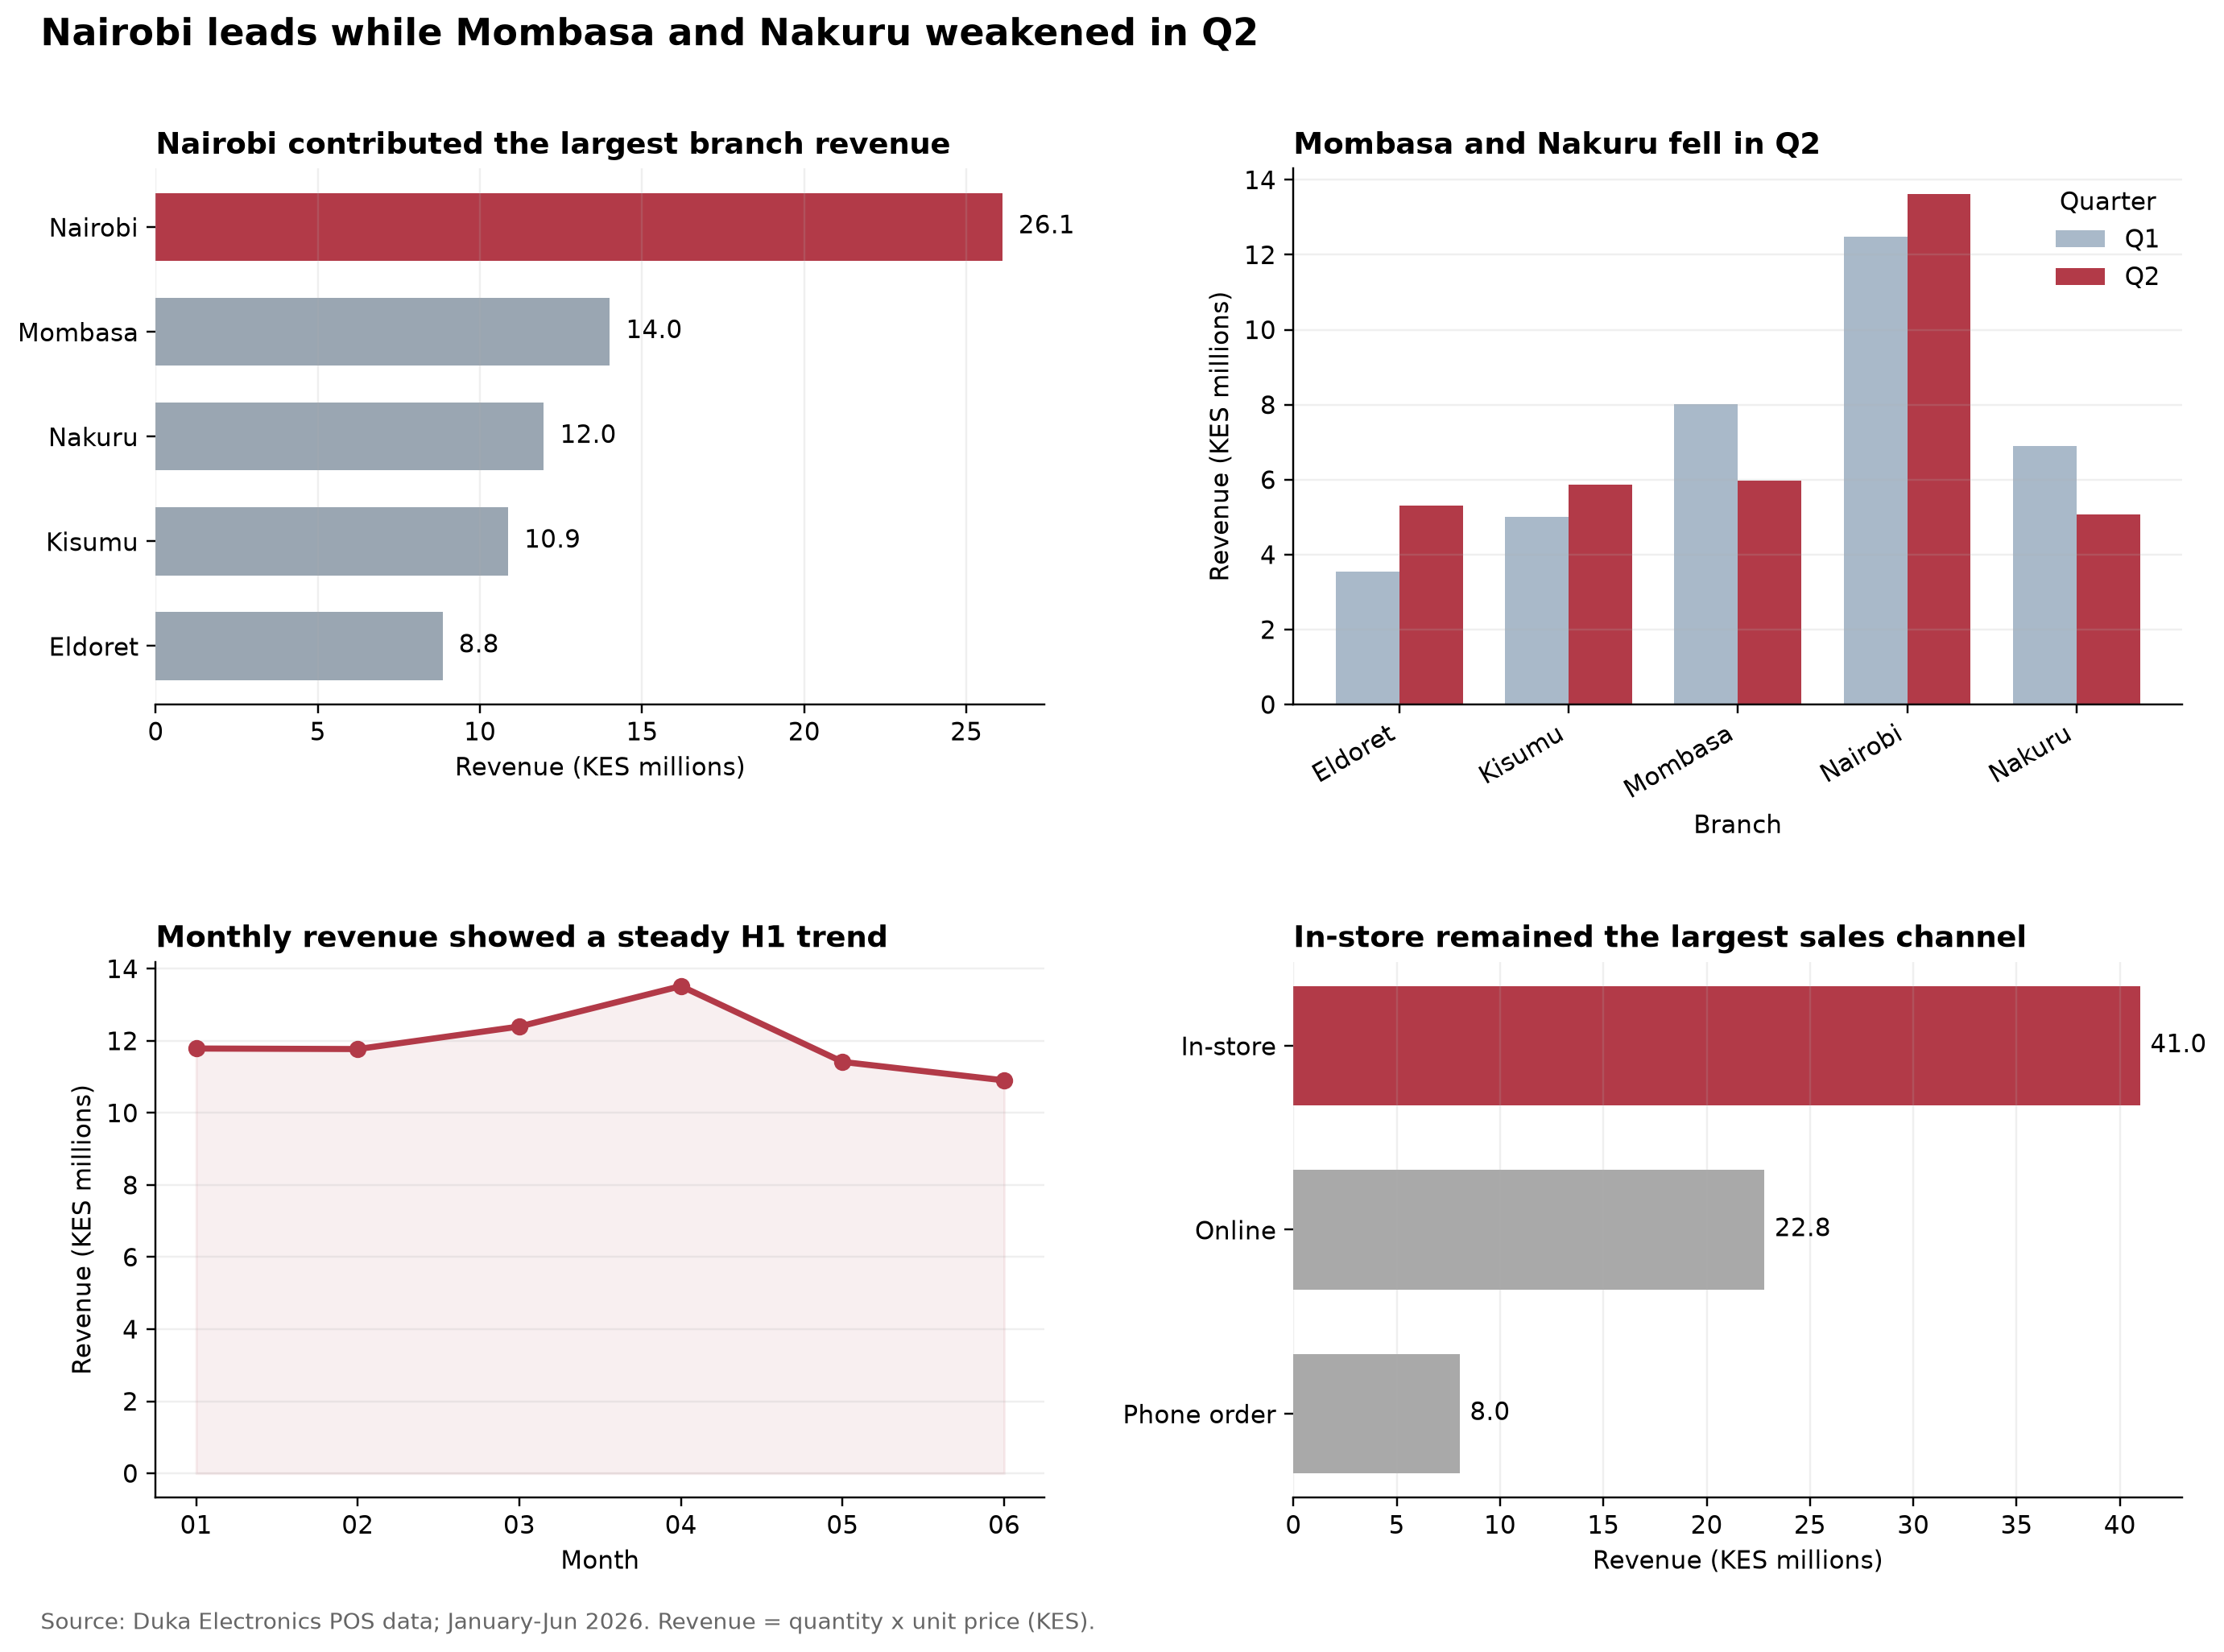 Nairobi leads while Mombasa and Nakuru weakened in Q2
Nairobi contributed the largest branch revenue
Nairobi
26.1
Mombasa
14.0
Nakuru
12.0
Kisumu
10.9
Eldoret
8.8
0 5 10 15 20 25
Revenue (KES millions)
Mombasa and Nakuru fell in Q2
Revenue (KES millions)
14
12
10
8
6
4
2
0
Quarter
Q1
Q2
Eldoret Kisumu Mombasa Nairobi Nakuru
Branch
Monthly revenue showed a steady H1 trend
Revenue (KES millions)
14
12
10
8
6
4
2
0
01 02 03 04 05 06
Month
In-store remained the largest sales channel
In-store
41.0
Online
22.8
Phone order
8.0
0 5 10 15 20 25 30 35 40
Revenue (KES millions)
Source: Duka Electronics POS data; January-Jun 2026. Revenue = quantity x unit price (KES).